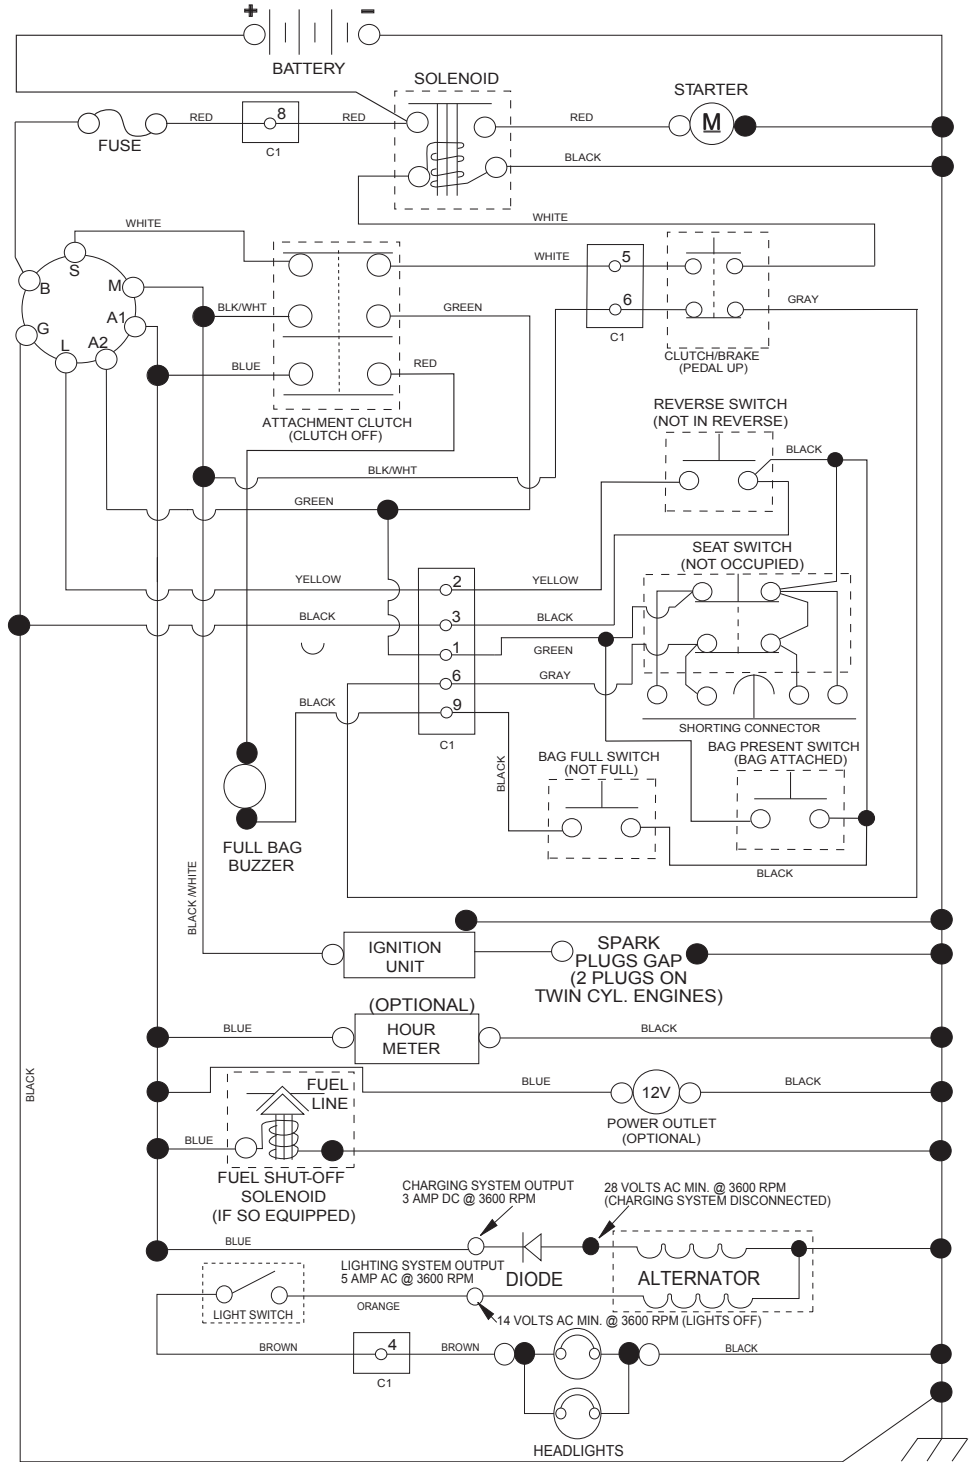 + –
BATTERY
SOLENOID
STARTER
RED
8
RED
RED
M
FUSE
C1
BLACK
WHITE
WHITE
WHITE
5
S
B
M
BLK/WHT
GREEN
6
GRAY
G
A1
C1
L
A2
BLUE
RED
CLUTCH/BRAKE
(PEDAL UP)
ATTACHMENT CLUTCH
(CLUTCH OFF)
REVERSE SWITCH
(NOT IN REVERSE)
BLACK
BLK/WHT
GREEN
SEAT SWITCH
(NOT OCCUPIED)
YELLOW
2
YELLOW
BLACK
3
BLACK
1
GREEN
6
GRAY
BLACK
9
C1
SHORTING CONNECTOR
BLACK
BAG FULL SWITCH
(NOT FULL)
BAG PRESENT SWITCH
(BAG ATTACHED)
FULL BAG
BUZZER
BLACK
BLACK /WHITE
IGNITION
UNIT
SPARK
PLUGS GAP
(2 PLUGS ON
TWIN CYL. ENGINES)
(OPTIONAL)
BLUE
HOUR
METER
BLACK
BLACK
FUEL
LINE
BLUE
12V
BLACK
POWER OUTLET
(OPTIONAL)
BLUE
FUEL SHUT-OFF
SOLENOID
(IF SO EQUIPPED)
CHARGING SYSTEM OUTPUT
3 AMP DC @ 3600 RPM
28 VOLTS AC MIN. @ 3600 RPM
(CHARGING SYSTEM DISCONNECTED)
BLUE
LIGHTING SYSTEM OUTPUT
5 AMP AC @ 3600 RPM
DIODE
ALTERNATOR
LIGHT SWITCH
ORANGE
14 VOLTS AC MIN. @ 3600 RPM (LIGHTS OFF)
BROWN
4
BROWN
BLACK
C1
HEADLIGHTS